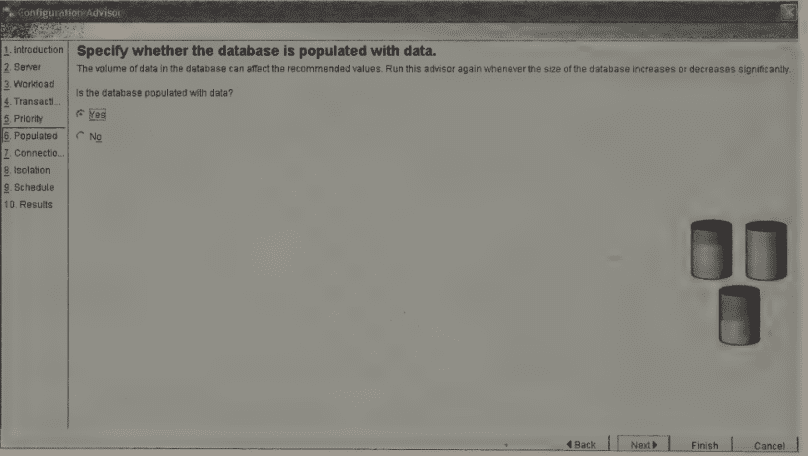 Configuration Advisor
1. Introduction
2. Server
3. Workload
4. Transacti...
5. Priority
6. Populated
7. Connectio...
8. Isolation
9. Schedule
10. Results
Specify whether the database is populated with data.
The volume of data in the database can affect the recommended values. Run this advisor again whenever the size of the database increases or decreases significantly.
Is the database populated with data?
Yes
No
Back Next Finish Cancel